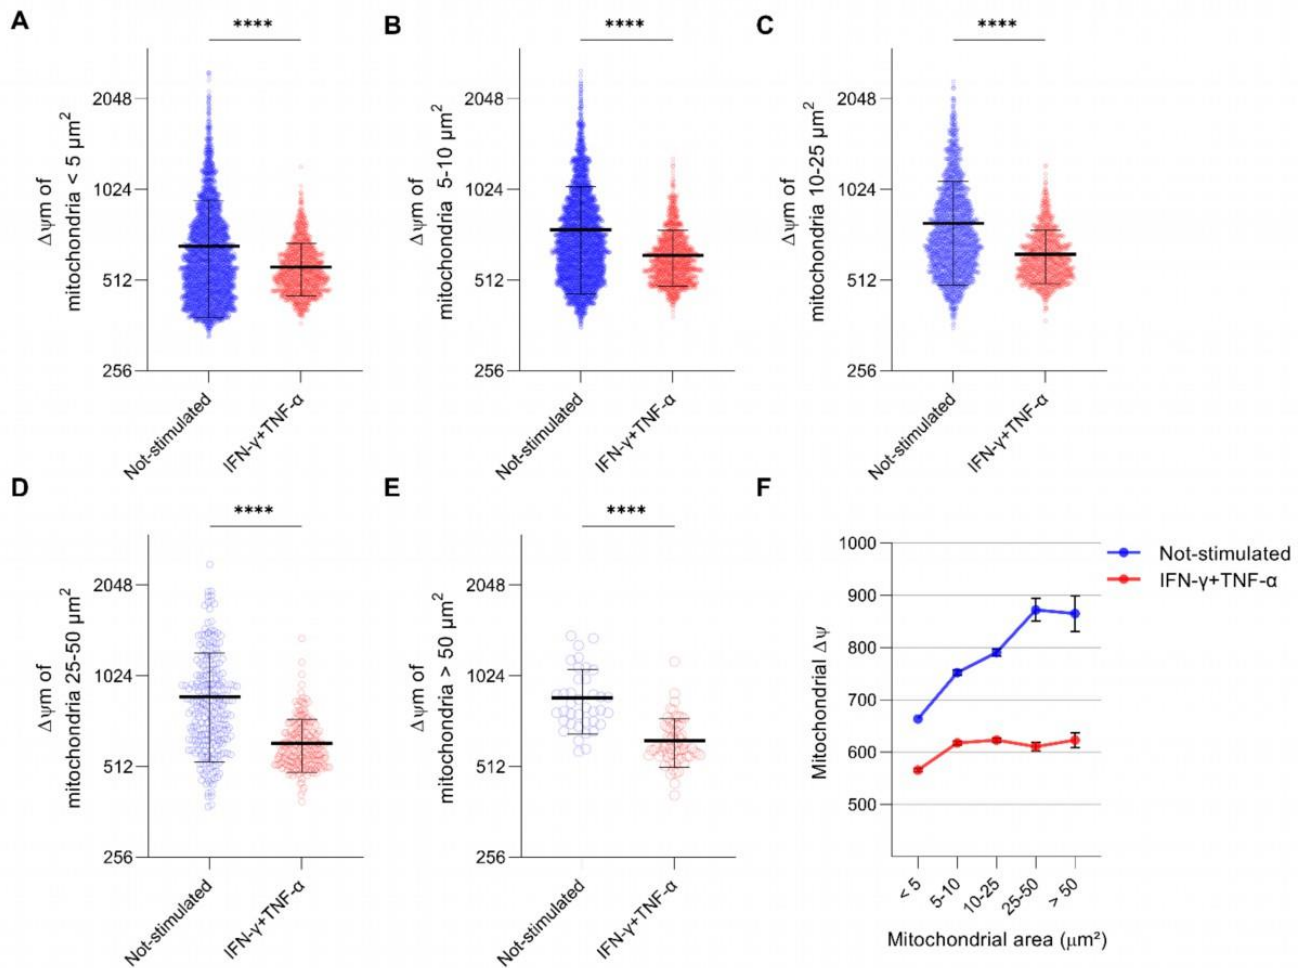 A
****
Δψm of
mitochondria < 5 µm²
2048
1024
512
256
Not-stimulated
IFN-γ+TNF-α
B
****
Δψm of
mitochondria 5-10 µm²
2048
1024
512
256
Not-stimulated
IFN-γ+TNF-α
C
****
Δψm of
mitochondria 10-25 µm²
2048
1024
512
256
Not-stimulated
IFN-γ+TNF-α
D
****
Δψm of
mitochondria 25-50 µm²
2048
1024
512
256
Not-stimulated
IFN-γ+TNF-α
E
****
Δψm of
mitochondria > 50 µm²
2048
1024
512
256
Not-stimulated
IFN-γ+TNF-α
F
Mitochondrial Δψ
1000
900
800
700
600
500
< 5
5-10
10-25
25-50
> 50
Mitochondrial area (µm²)
Not-stimulated
IFN-γ+TNF-α